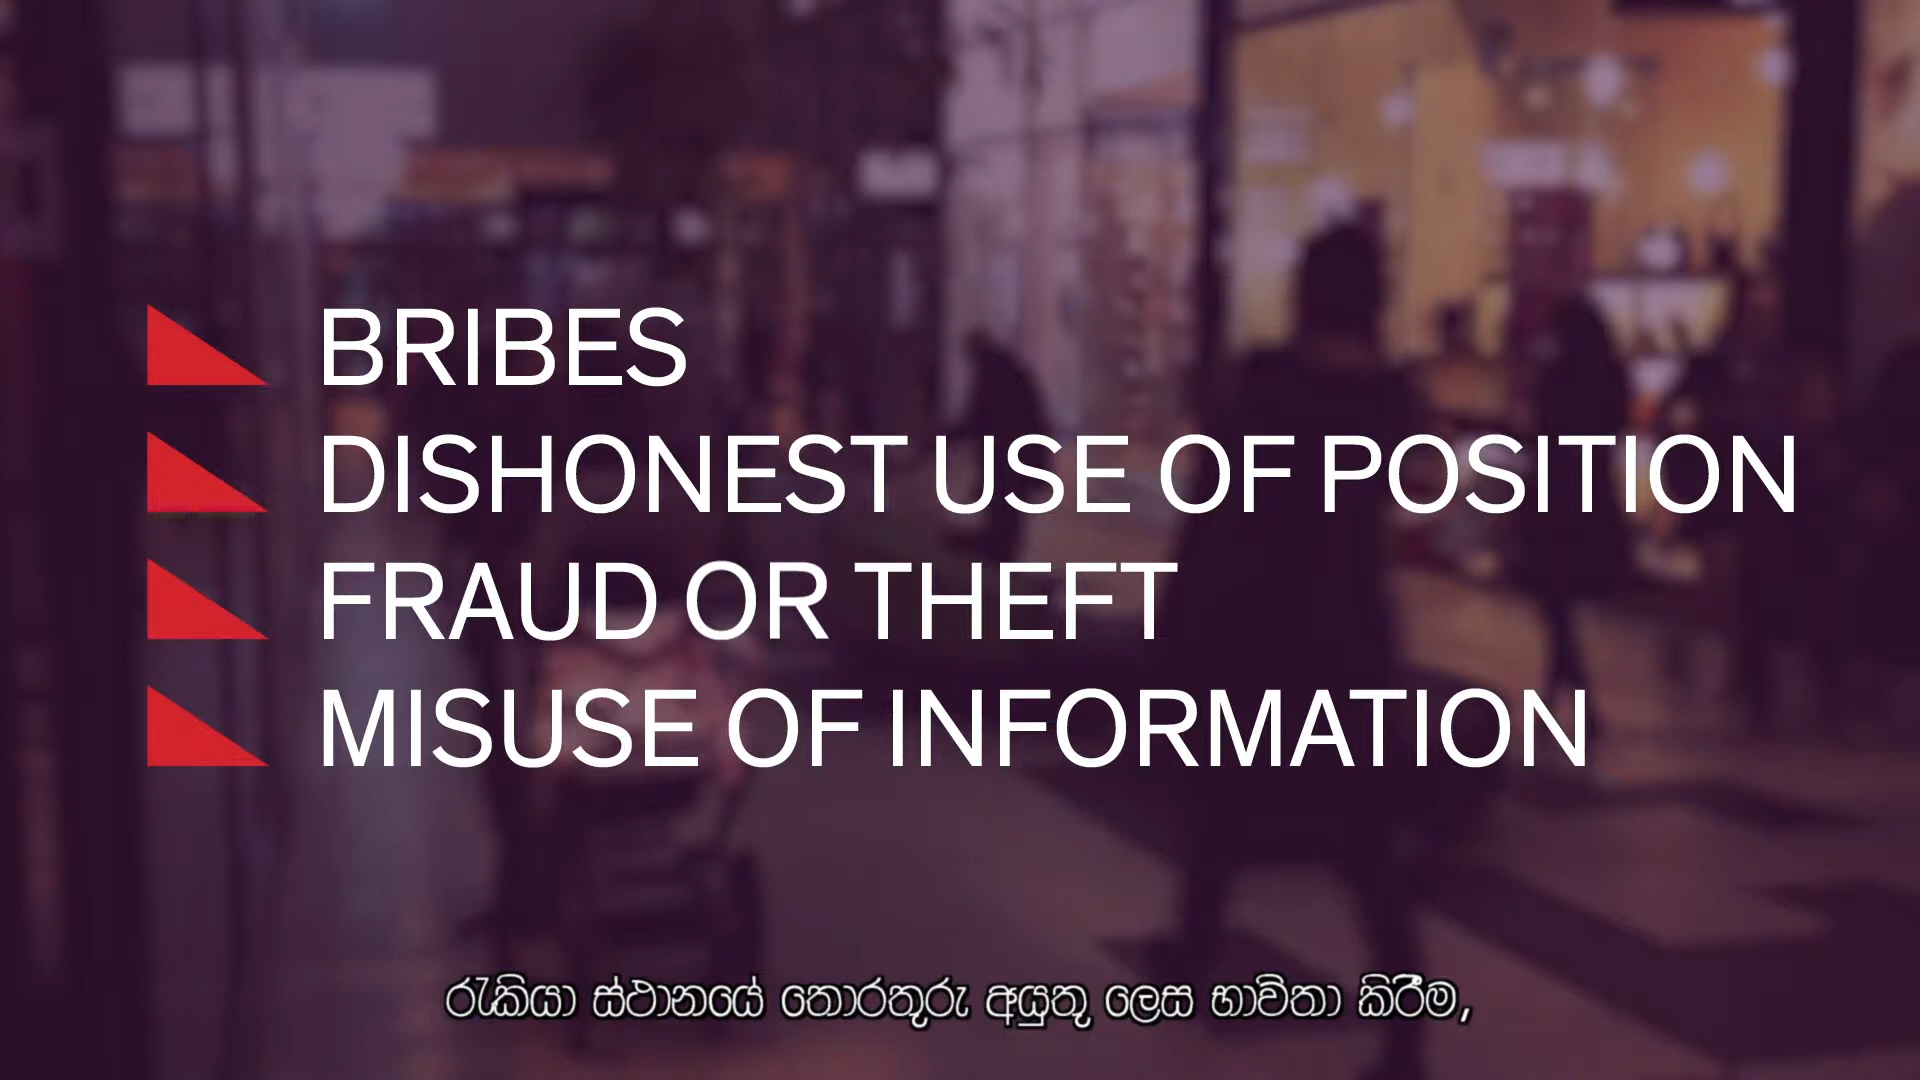 BRIBES
DISHONEST USE OF POSITION
FRAUD OR THEFT
MISUSE OF INFORMATION
රැකියා ස්ථානයේ තොරතුරු අයුතු ලෙස භාවිතා කිරීම,